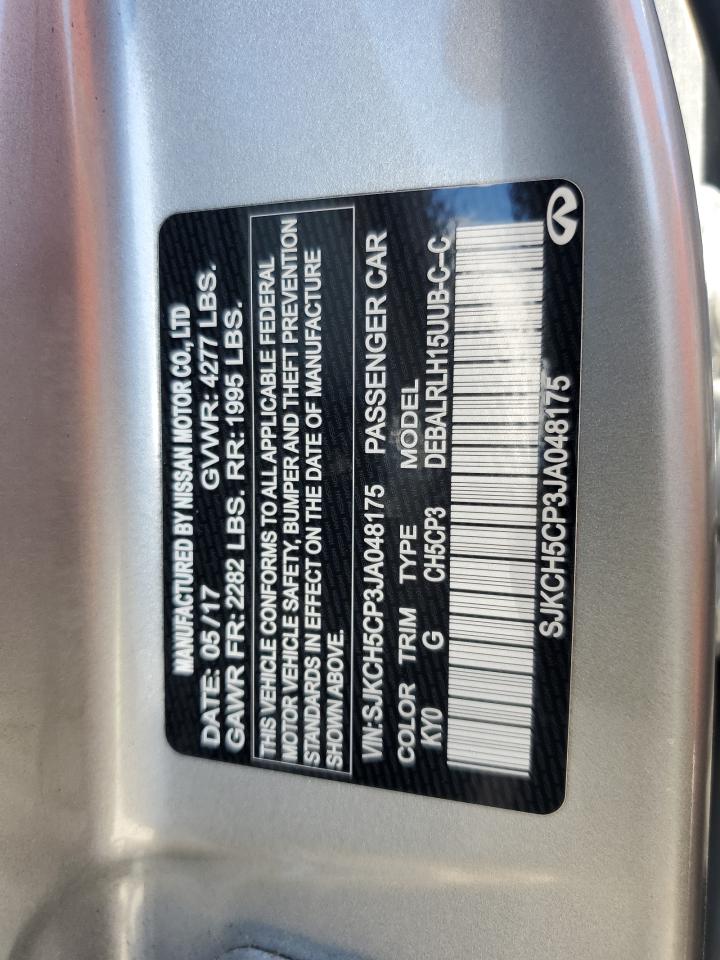 MANUFACTURED BY NISSAN MOTOR CO., LTD
DATE: 05/17 GVWR: 4277 LBS.
GAWR FR: 2282 LBS. RR: 1995 LBS.
THIS VEHICLE CONFORMS TO ALL APPLICABLE FEDERAL
MOTOR VEHICLE SAFETY, BUMPER AND THEFT PREVENTION
STANDARDS IN EFFECT ON THE DATE OF MANUFACTURE
SHOWN ABOVE.
VIN:SJKCH5CP3JA048175 PASSENGER CAR
COLOR TRIM TYPE MODEL
KY0 G CH5CP3 DEBALRLH15UUB-C-C
SJKCH5CP3JA048175